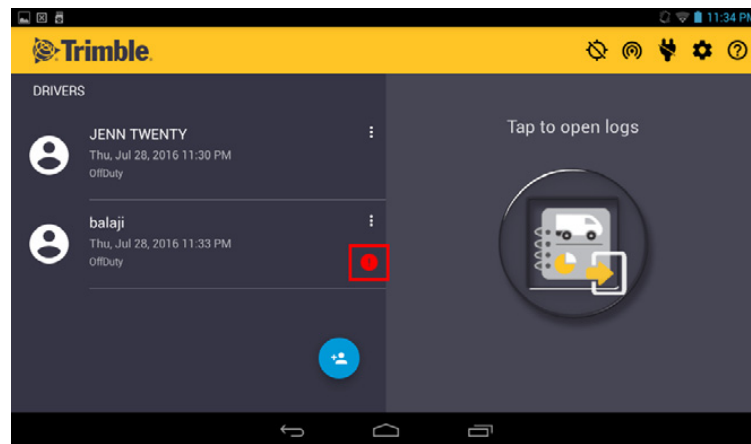 11:34 PM
Trimble.
DRIVERS
JENN TWENTY
Thu, Jul 28, 2016 11:30 PM
OffDuty
balaji
Thu, Jul 28, 2016 11:33 PM
OffDuty
Tap to open logs